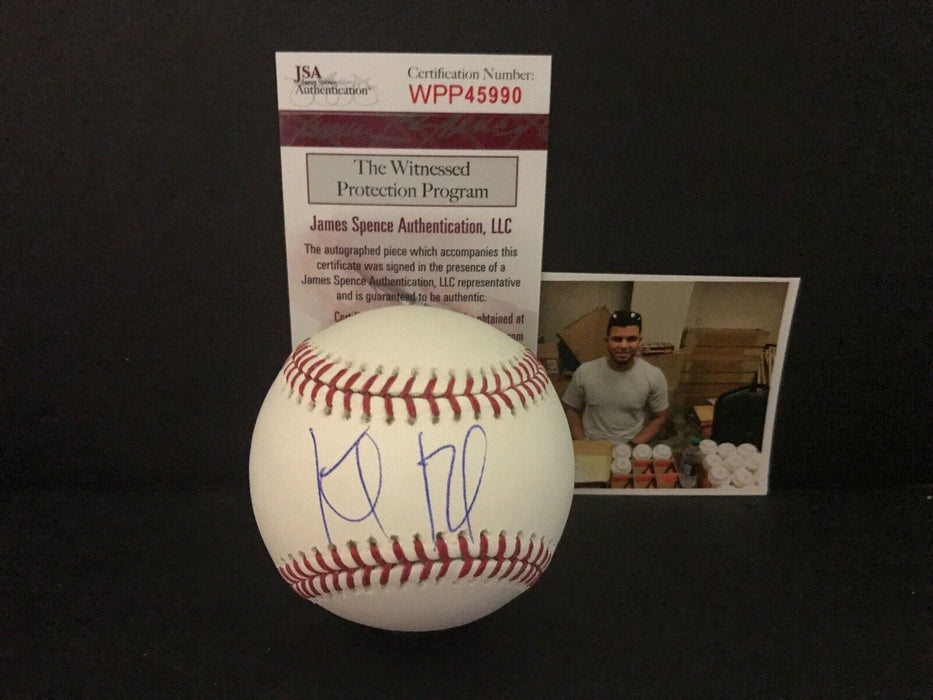 JSA
James Spence
Authentication
Certification Number:
WPP45990
The Witnessed
Protection Program
James Spence Authentication, LLC
The autographed piece which accompanies this
certificate was signed in the presence of a
James Spence Authentication, LLC representative
and is guaranteed to be authentic.
obtained at